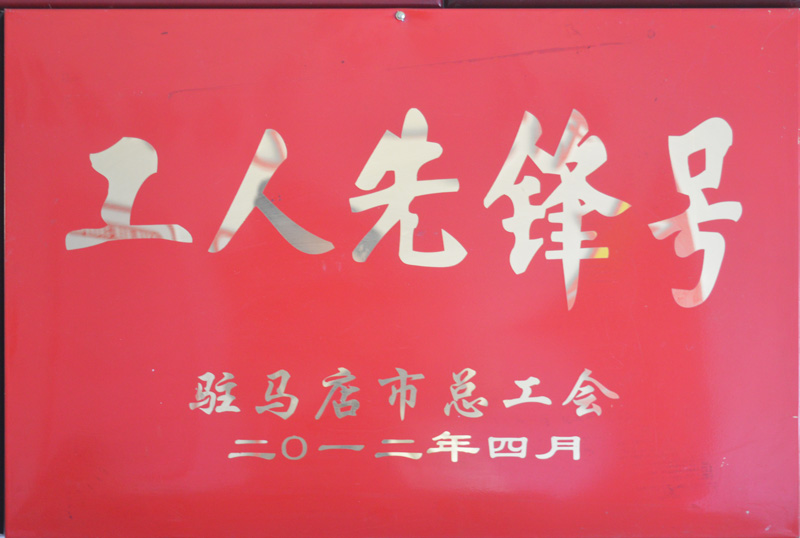 工人先锋号
驻马店市总工会
二〇一二年四月